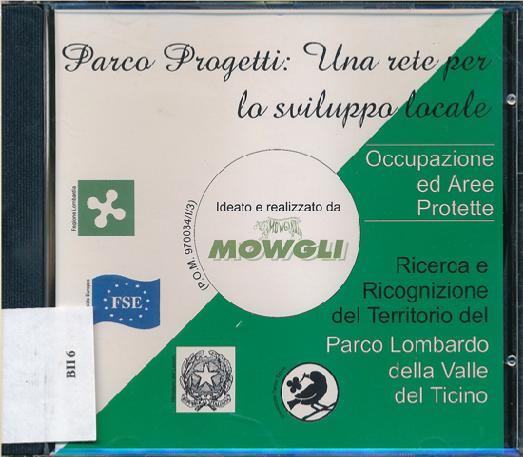 Parco Progetti: Una rete per
lo sviluppo locale
Occupazione
ed Aree
Protette
Regione Lombardia
Ideato e realizzato da
MOWGLI
MOWGLI
(P.O.M. 970034/I/3)
Ricerca e
Ricognizione
del Territorio del
Parco Lombardo
della Valle
del Ticino
FSE
BII 6